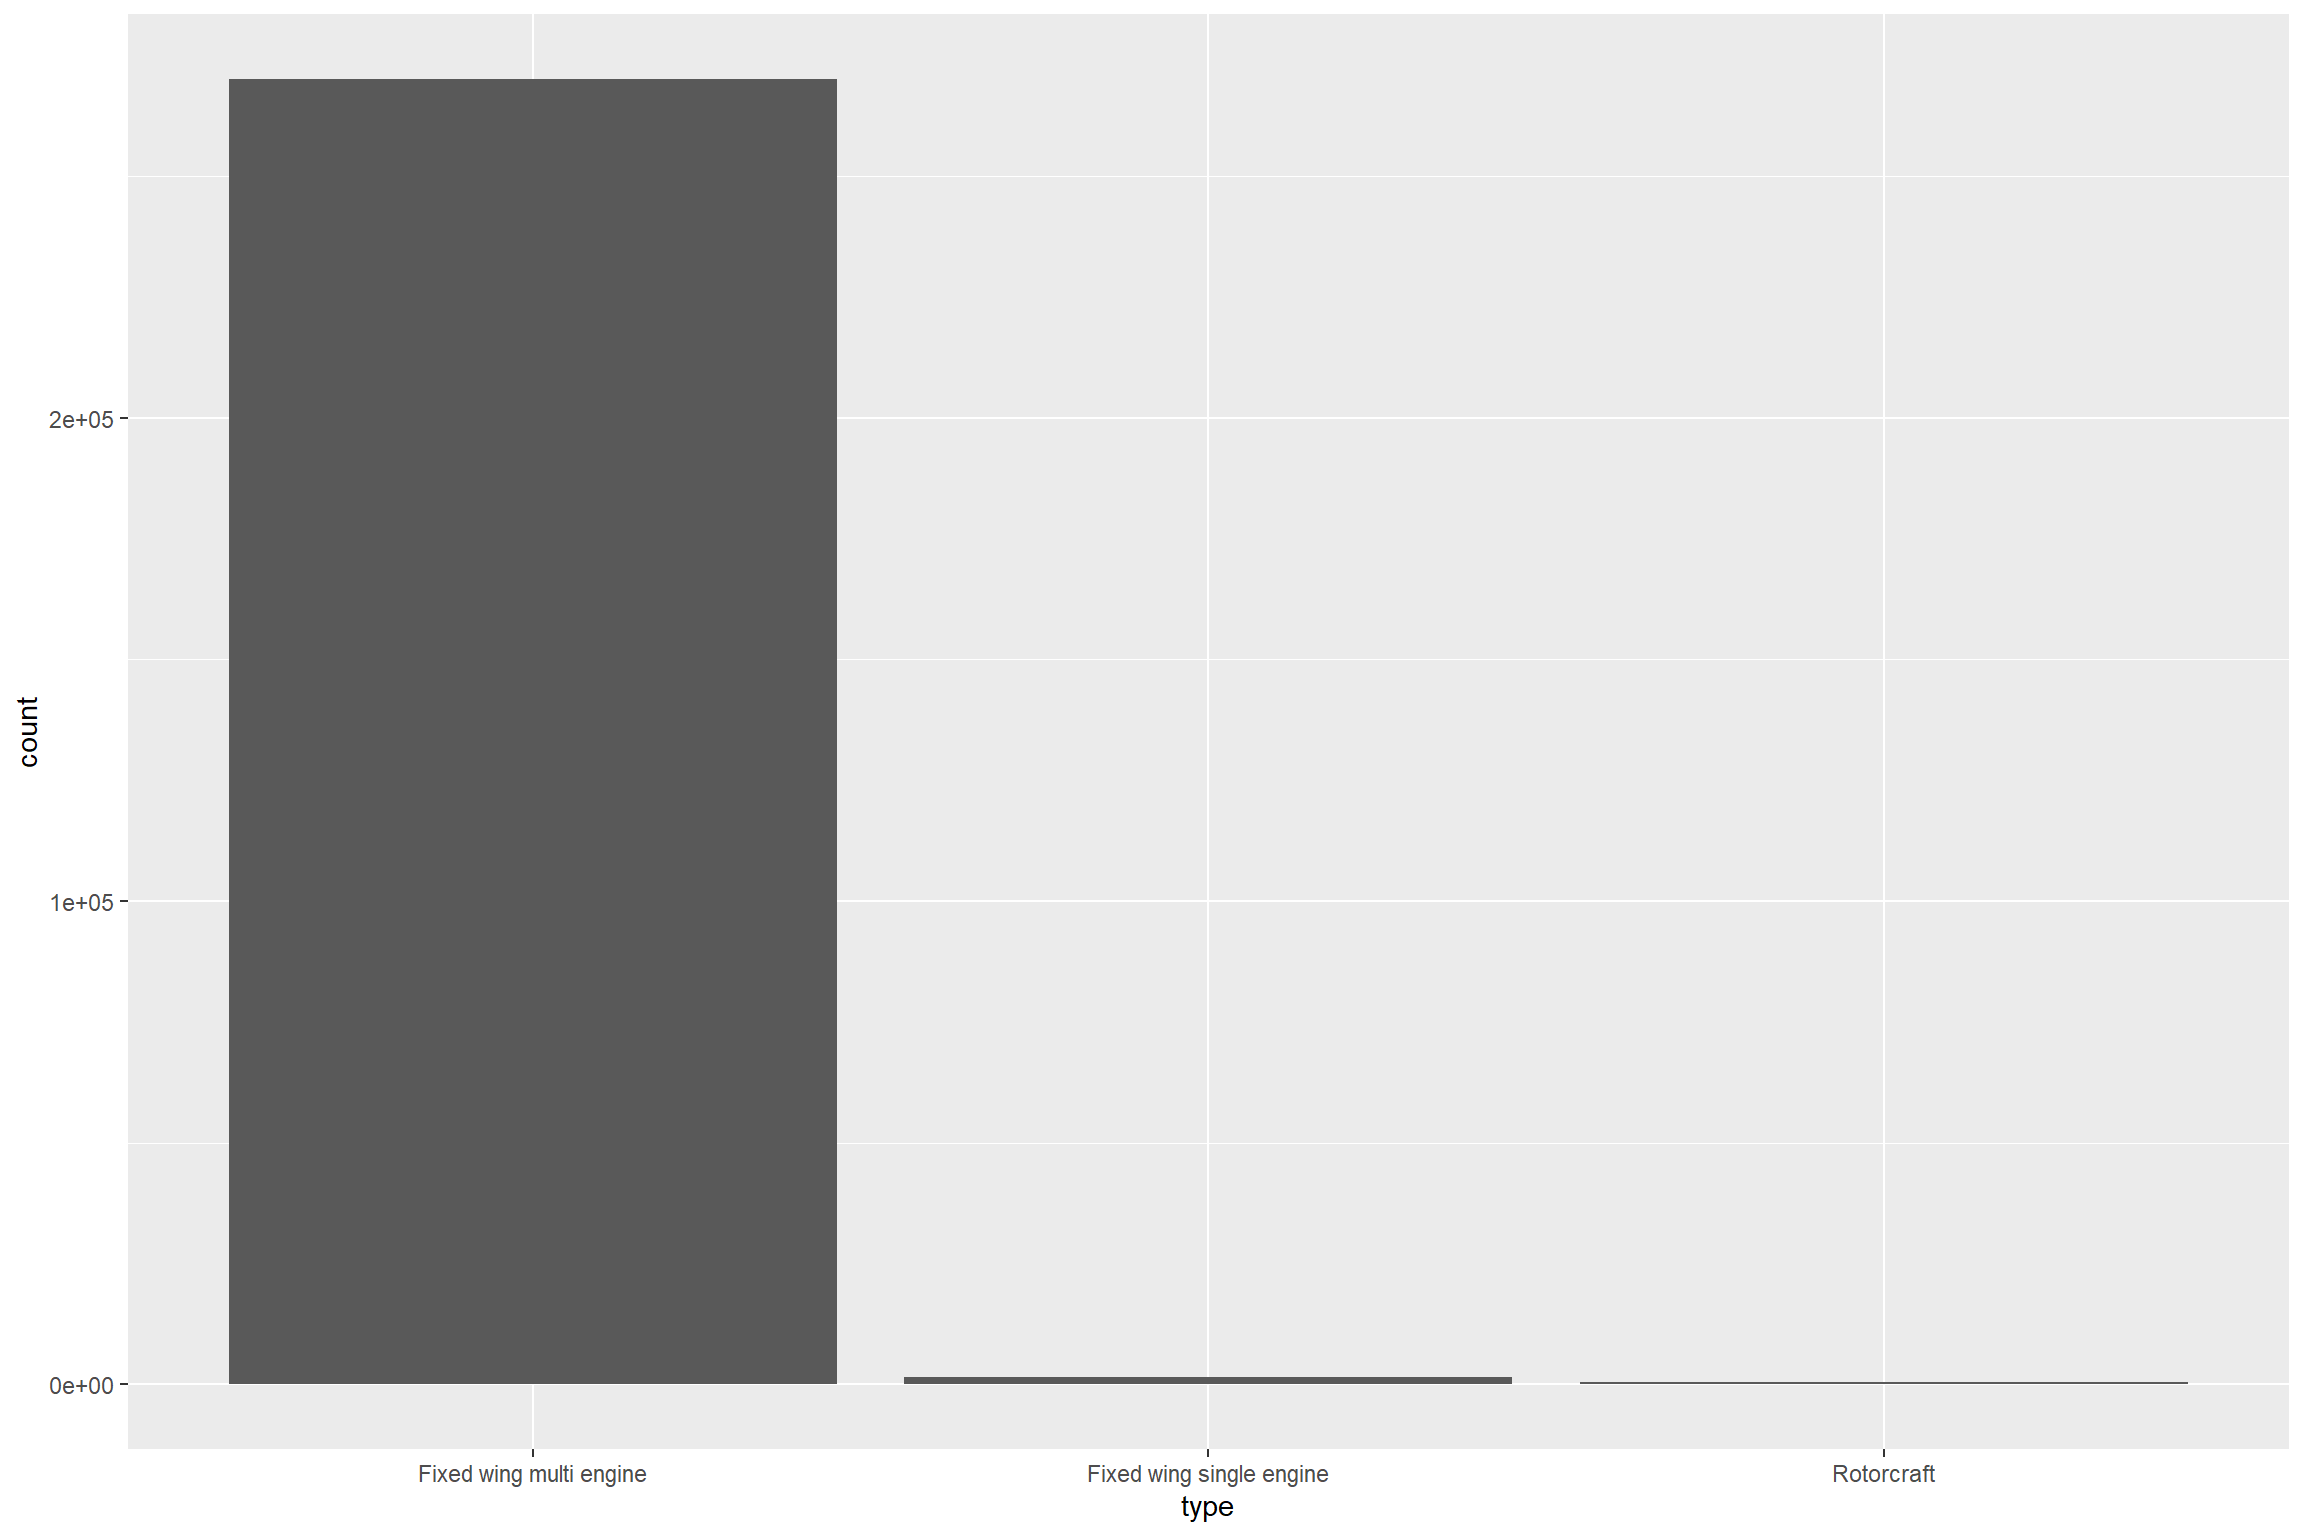 count
2e+05
1e+05
0e+00
Fixed wing multi engine
Fixed wing single engine
Rotorcraft
type